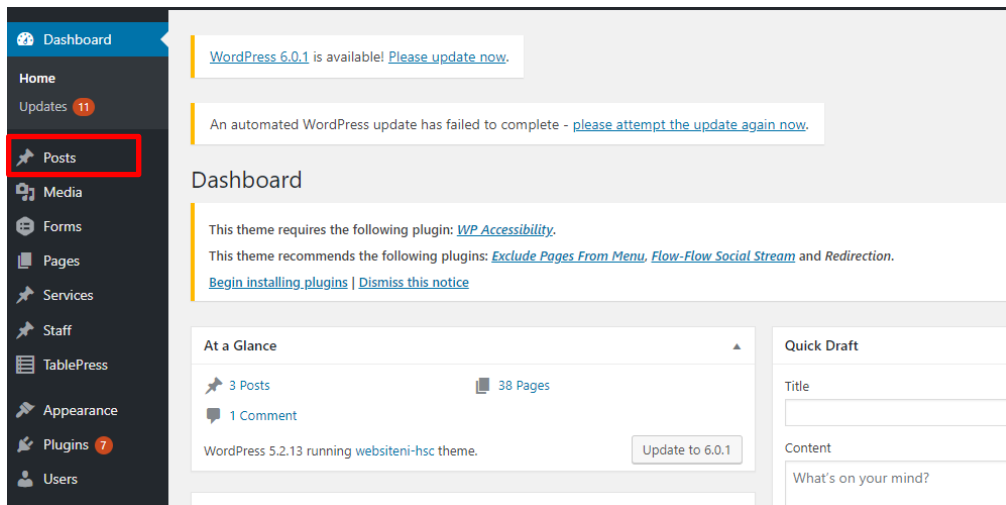 Dashboard
Home
Updates 11
Posts
Media
Forms
Pages
Services
Staff
TablePress
Appearance
Plugins 7
Users
WordPress 6.0.1 is available! Please update now.
An automated WordPress update has failed to complete - please attempt the update again now.
Dashboard
This theme requires the following plugin: WP Accessibility.
This theme recommends the following plugins: Exclude Pages From Menu, Flow-Flow Social Stream and Redirection.
Begin installing plugins | Dismiss this notice
At a Glance
3 Posts
38 Pages
1 Comment
WordPress 5.2.13 running websiteni-hsc theme.
Update to 6.0.1
Quick Draft
Title
Content
What's on your mind?